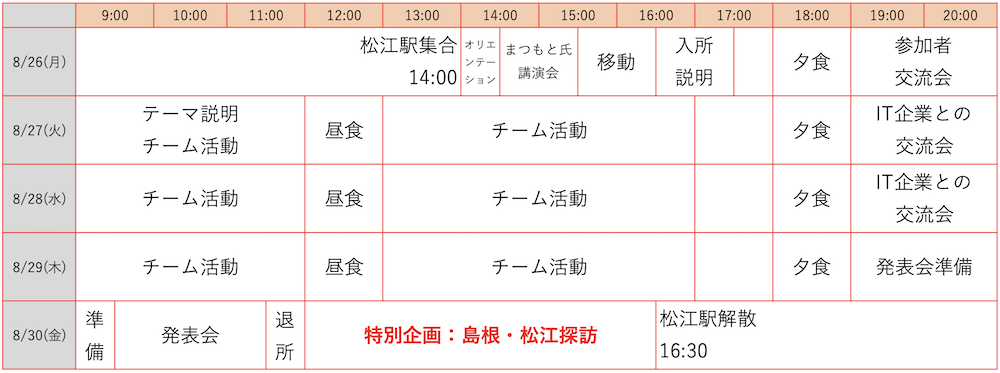 9:00 10:00 11:00 12:00 13:00 14:00 15:00 16:00 17:00 18:00 19:00 20:00
8/26(月)
松江駅集合
14:00
オリエ
ンテー
ション
まつもと氏
講演会
移動
入所
説明
夕食
参加者
交流会
8/27(火)
テーマ説明
チーム活動
昼食
チーム活動
夕食
IT企業との
交流会
8/28(水)
チーム活動
昼食
チーム活動
夕食
IT企業との
交流会
8/29(木)
チーム活動
昼食
チーム活動
夕食
発表会準備
8/30(金)
準
備
発表会
退
所
特別企画：島根・松江探訪
松江駅解散
16:30